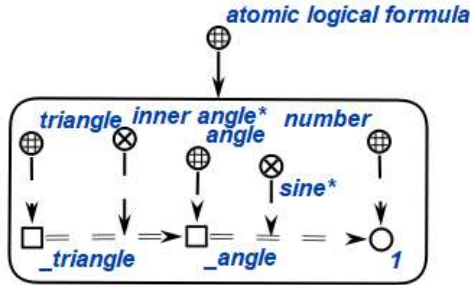 atomic logical formula
triangle inner angle* number
angle
sine*
_triangle _angle 1